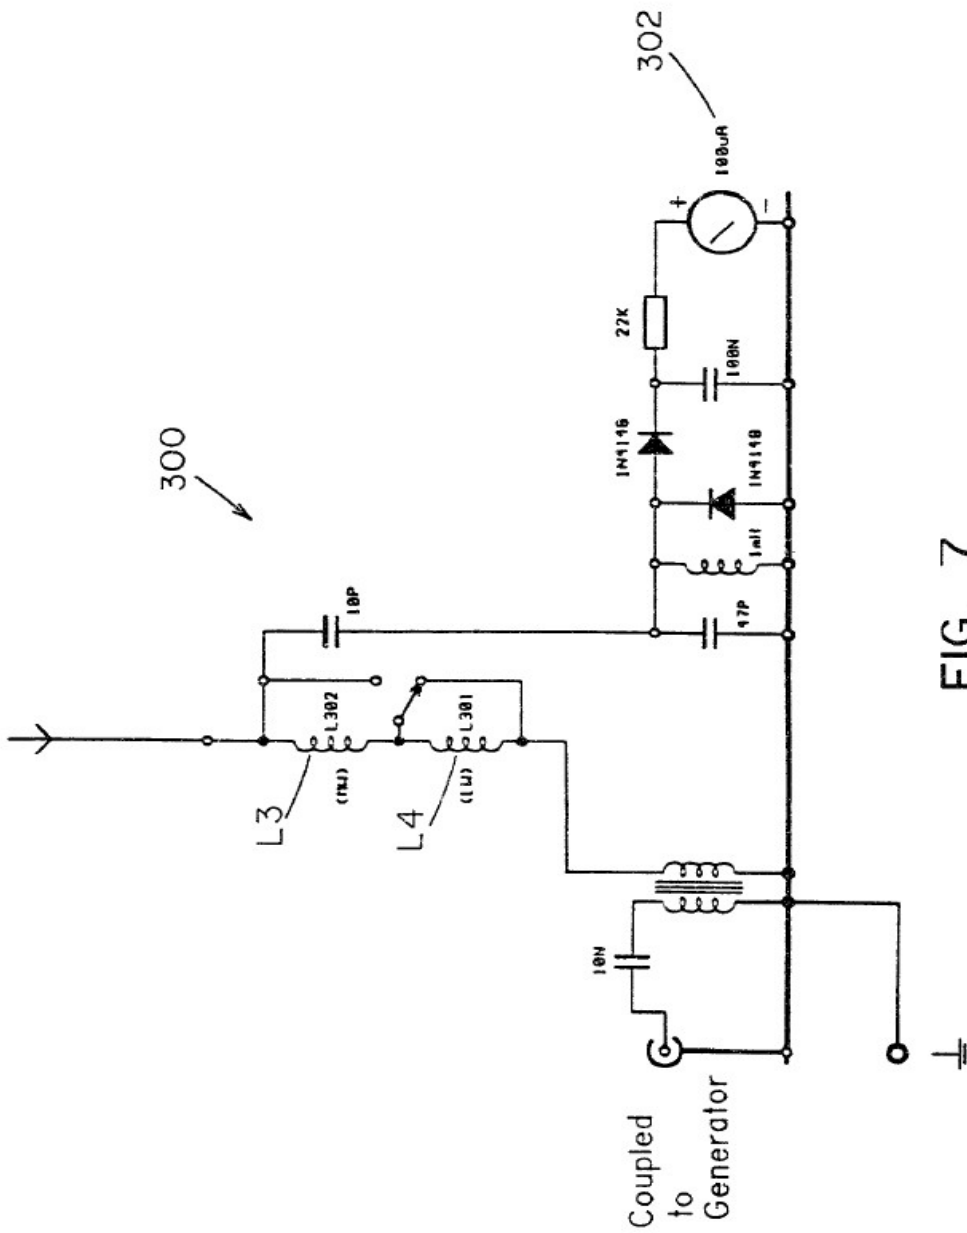 300
302
L3
L302
(MW)
L4
L301
(LW)
10P
47P
1mH
1N4148
1N4148
100N
22K
+
-
100uA
10N
Coupled
to
Generator
FIG 7